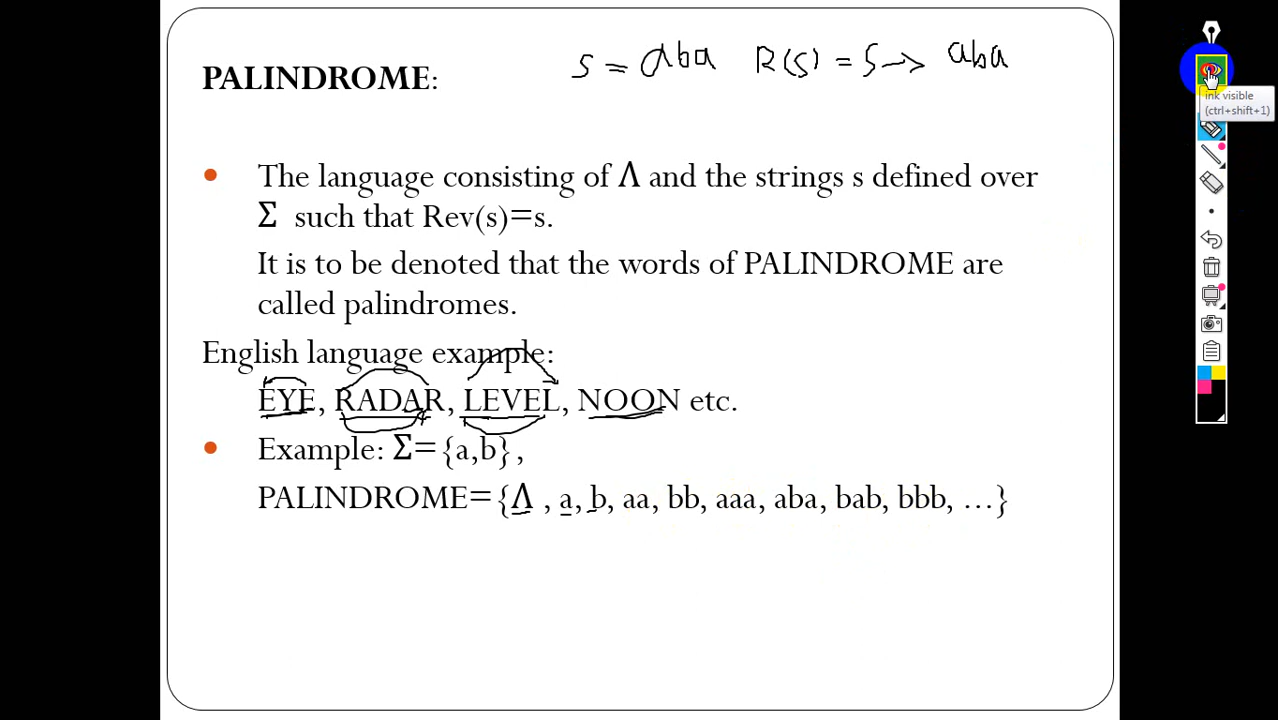 s = aba R(s) = s → aba
PALINDROME:
• The language consisting of Λ and the strings s defined over
Σ such that Rev(s)=s.
It is to be denoted that the words of PALINDROME are
called palindromes.
English language example:
EYE, RADAR, LEVEL, NOON etc.
• Example: Σ={a,b},
PALINDROME={Λ , a, b, aa, bb, aaa, aba, bab, bbb, …}
Ink visible
(ctrl+shift+1)